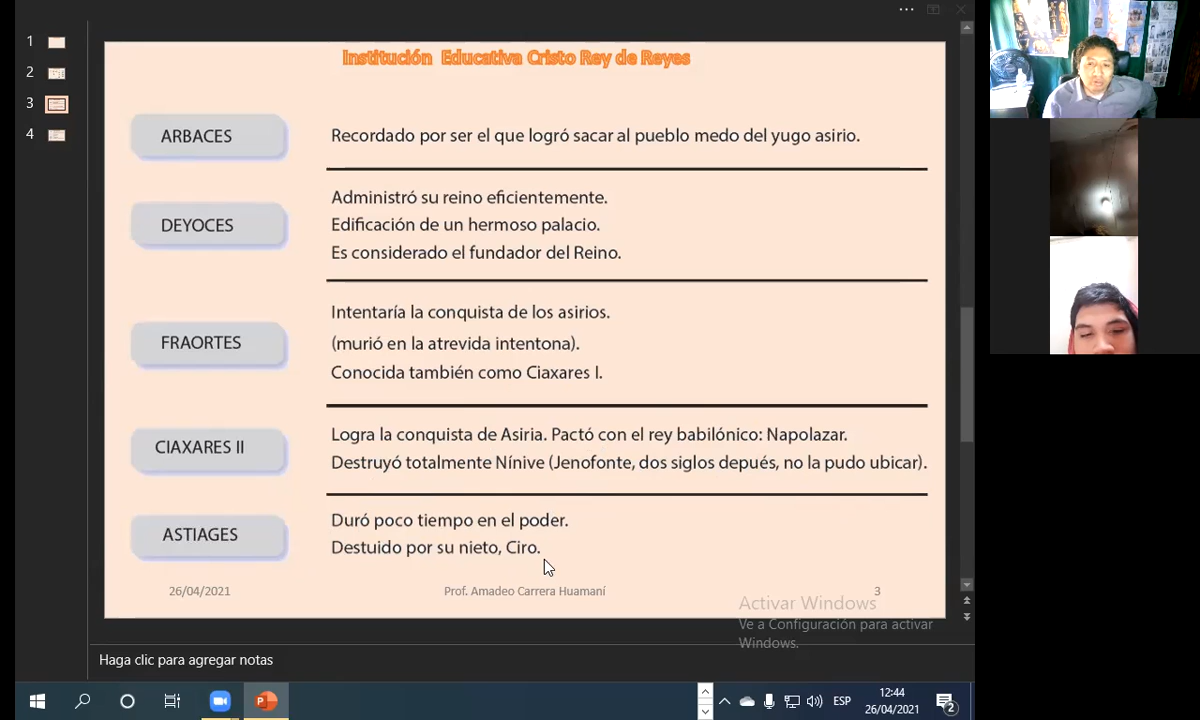 Institución Educativa Cristo Rey de Reyes
1
2
3
4
ARBACES
Recordado por ser el que logró sacar al pueblo medo del yugo asirio.
DEYOCES
Administró su reino eficientemente.
Edificación de un hermoso palacio.
Es considerado el fundador del Reino.
FRAORTES
Intentaría la conquista de los asirios.
(murió en la atrevida intentona).
Conocida también como Ciaxares I.
CIAXARES II
Logra la conquista de Asiria. Pactó con el rey babilónico: Napolazar.
Destruyó totalmente Nínive (Jenofonte, dos siglos depués, no la pudo ubicar).
ASTIAGES
Duró poco tiempo en el poder.
Destuido por su nieto, Ciro.
26/04/2021
Prof. Amadeo Carrera Huamaní
3
Activar Windows
Ve a Configuración para activar
Windows.
Haga clic para agregar notas
ESP
12:44
26/04/2021
2